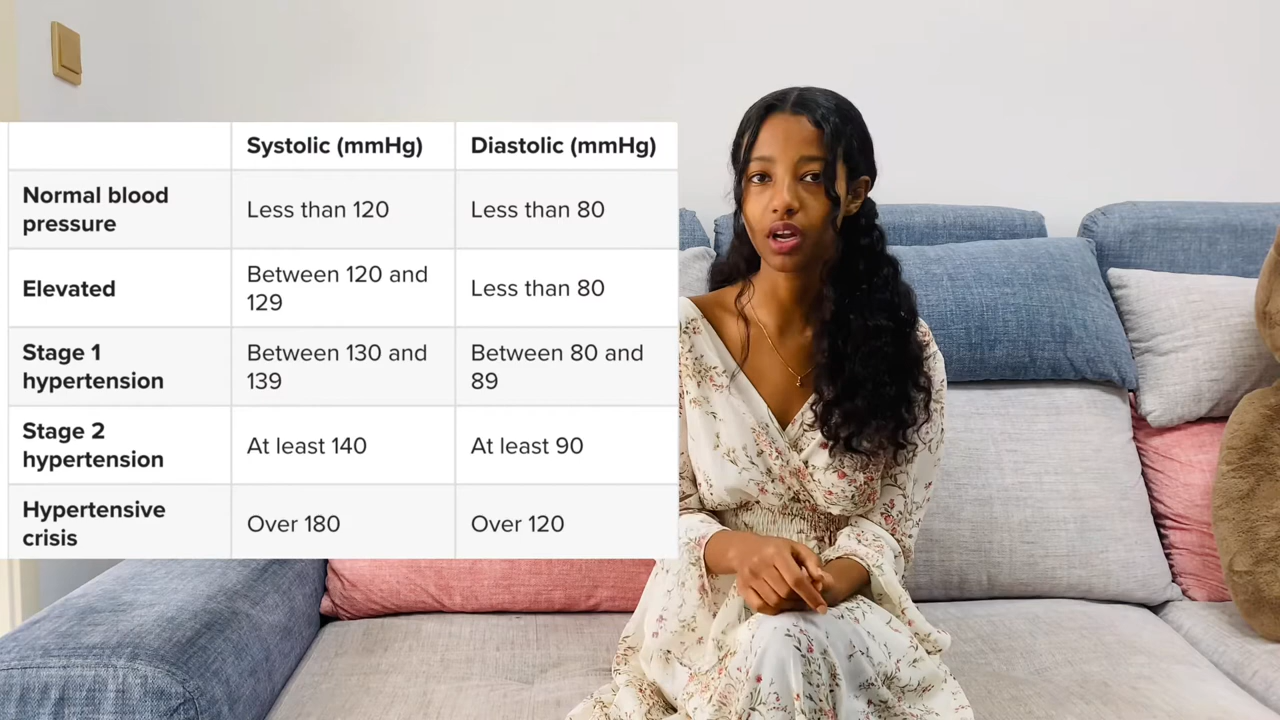 Systolic (mmHg) Diastolic (mmHg)
Normal blood
pressure
Less than 120
Less than 80
Elevated
Between 120 and
129
Less than 80
Stage 1
hypertension
Between 130 and
139
Between 80 and
89
Stage 2
hypertension
At least 140
At least 90
Hypertensive
crisis
Over 180
Over 120